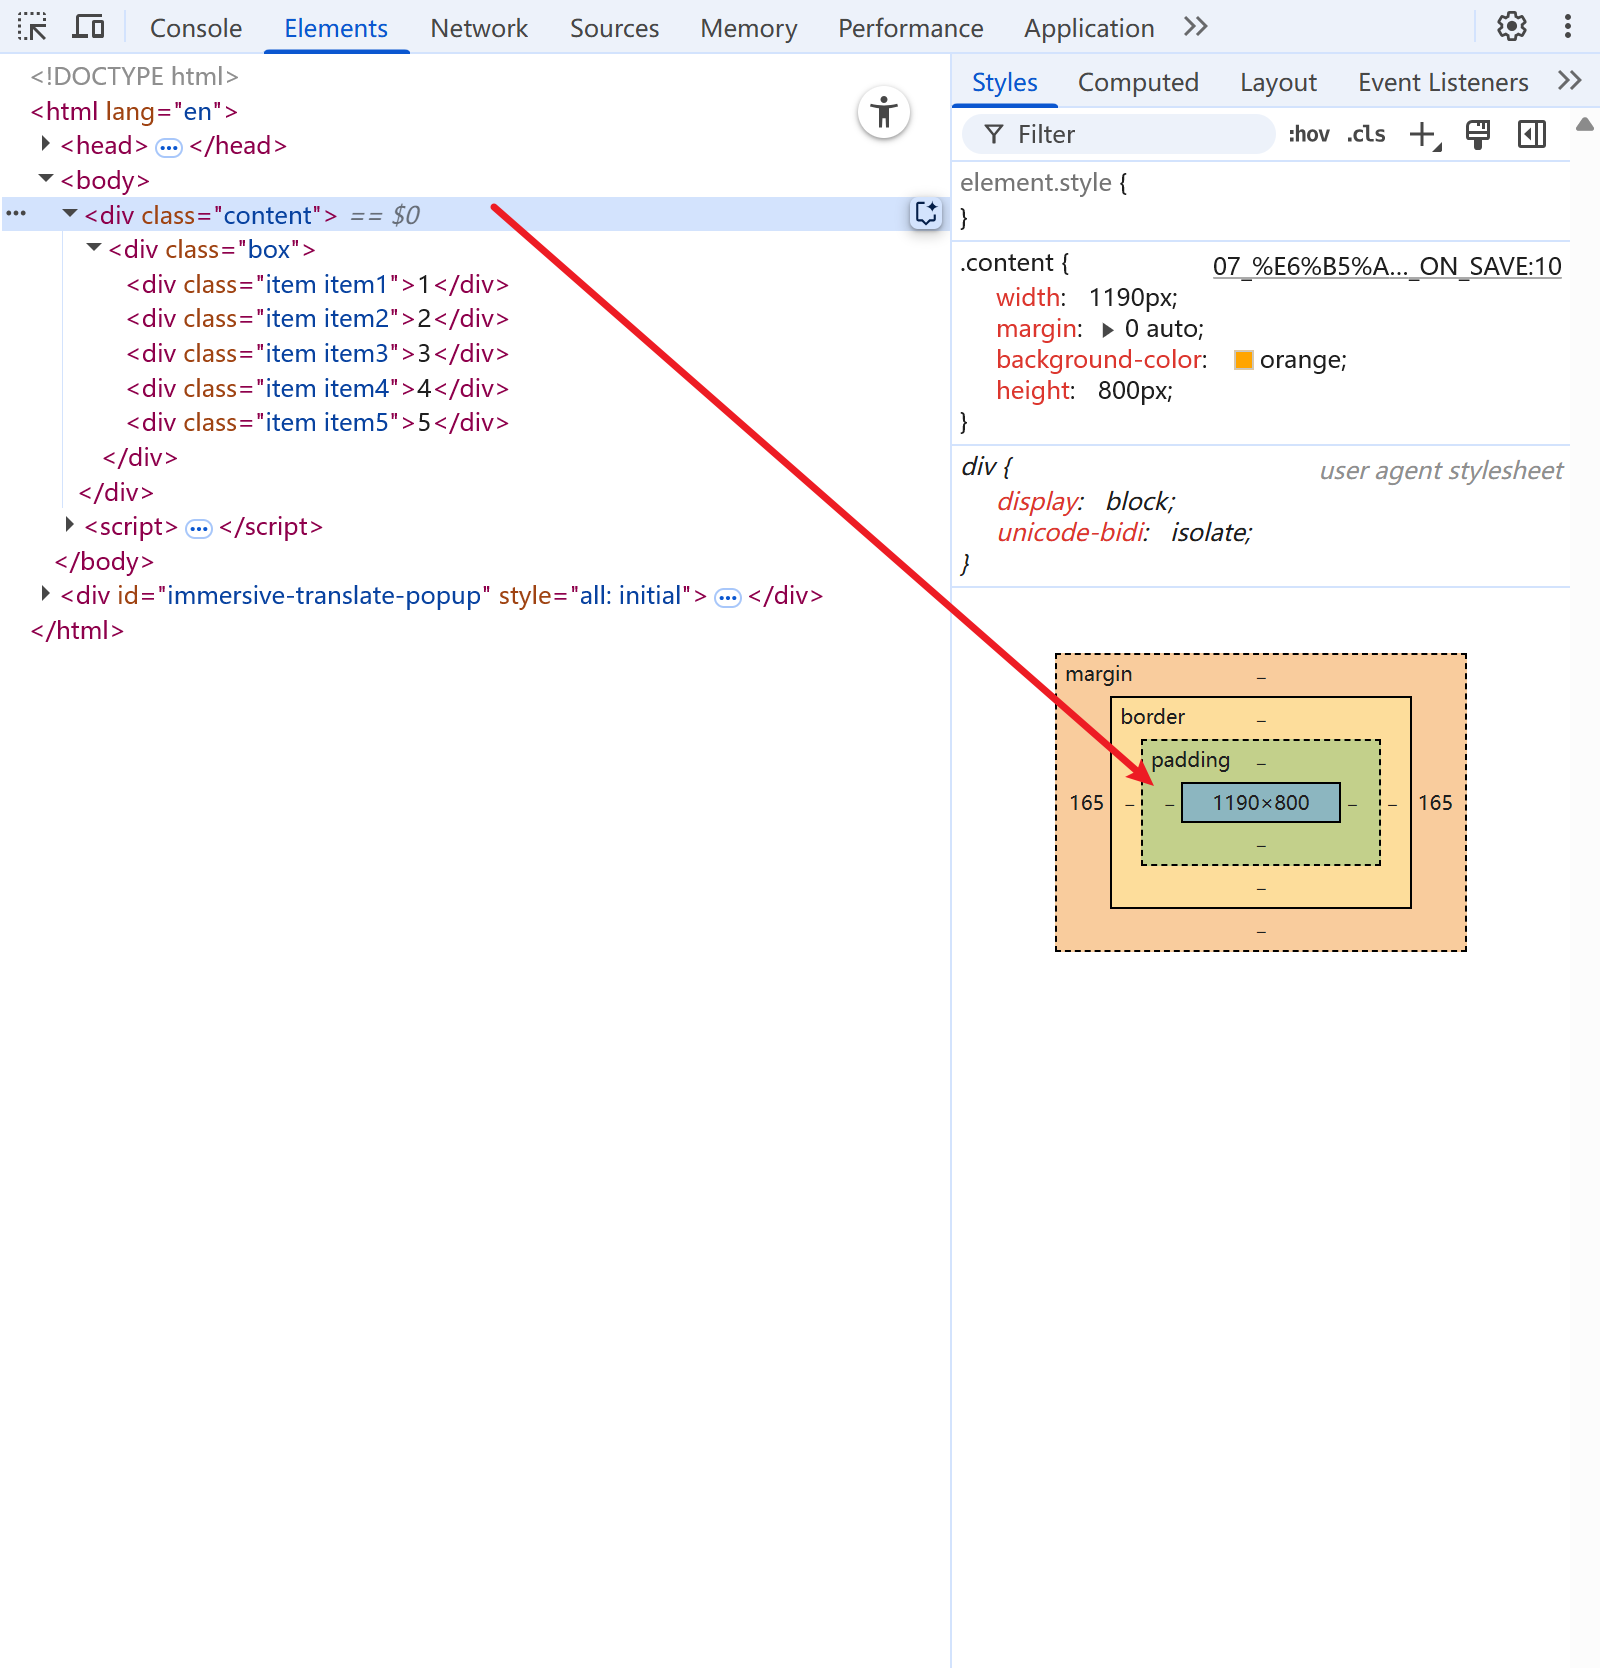 Console Elements Network Sources Memory Performance Application
<!DOCTYPE html>
<html lang="en">
<head> ••• </head>
<body>
••• <div class="content"> == $0
<div class="box">
<div class="item item1">1</div>
<div class="item item2">2</div>
<div class="item item3">3</div>
<div class="item item4">4</div>
<div class="item item5">5</div>
</div>
</div>
<script> ••• </script>
</body>
<div id="immersive-translate-popup" style="all: initial"> ••• </div>
</html>
Styles Computed Layout Event Listeners
Filter :hov .cls
element.style {
}
.content { 07_%E6%B5%A…_ON_SAVE:10
width: 1190px;
margin: 0 auto;
background-color: orange;
height: 800px;
}
div { user agent stylesheet
display: block;
unicode-bidi: isolate;
}
margin –
border –
padding –
165 – – 1190×800 – – 165
–
–
–